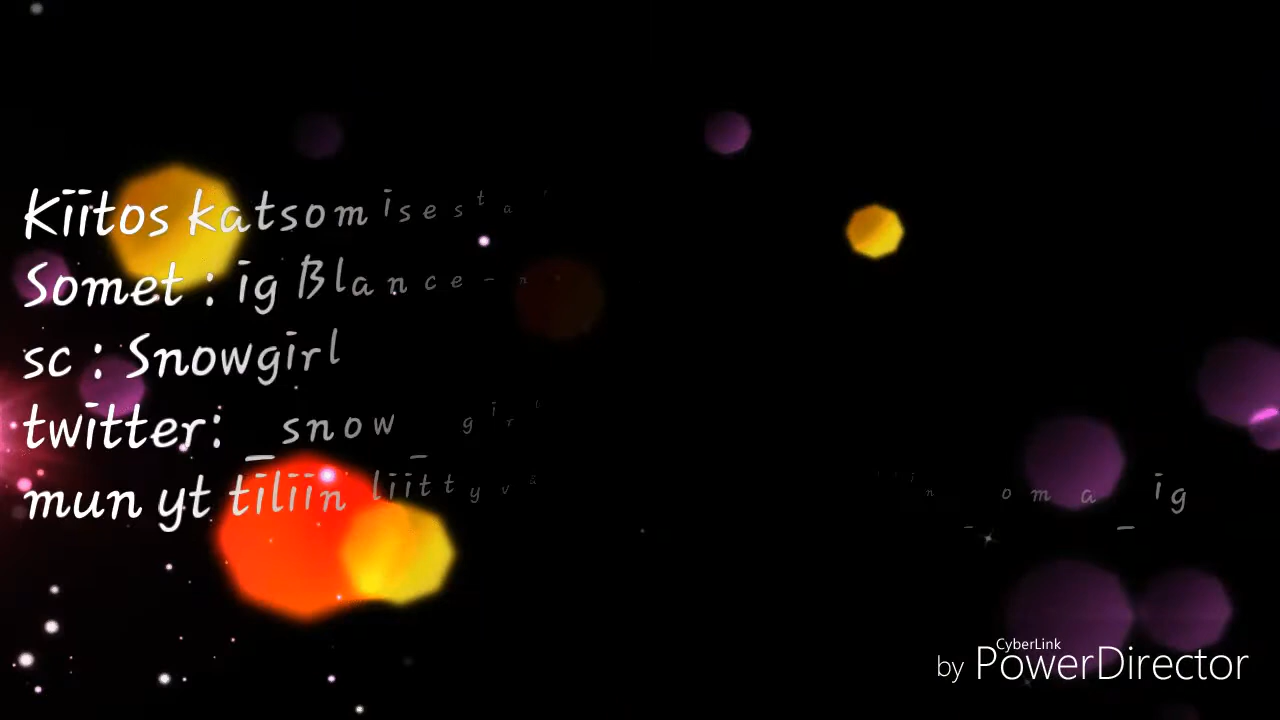 Kiitos katsomisesta
Somet : ig Blance-
sc : Snowgirl
twitter: _snow_girl
mun yt tiliin liittyvä
oma_ig
CyberLink
by PowerDirector